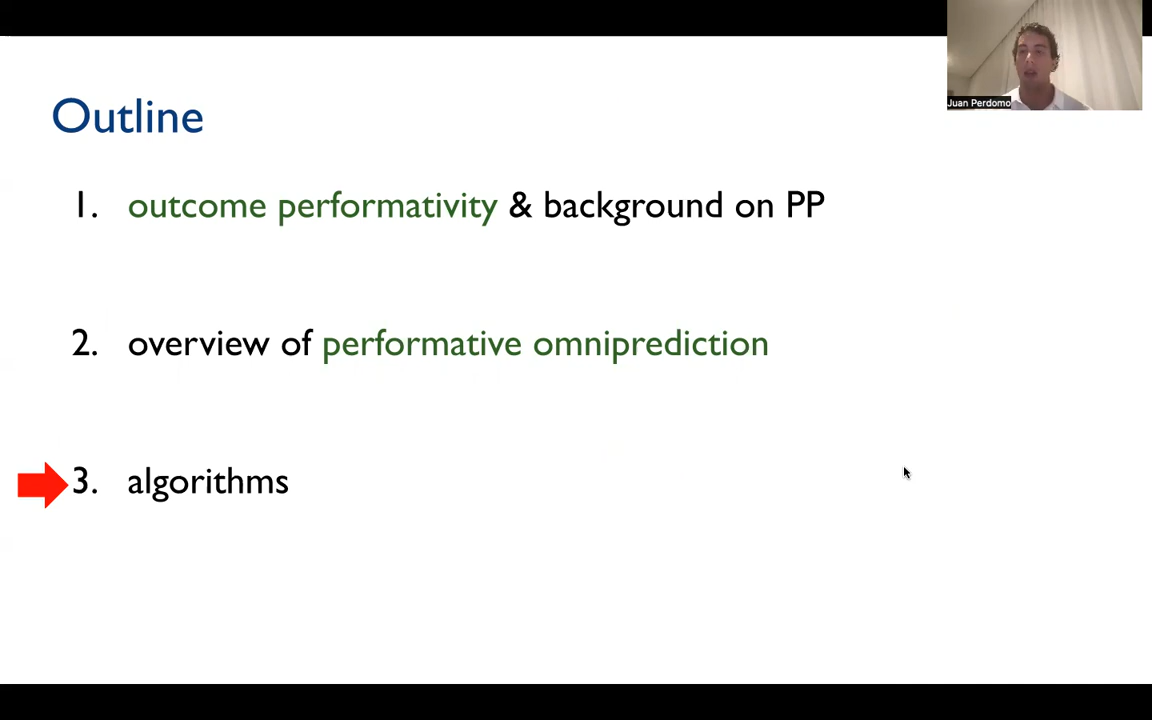 Juan Perdomo
Outline
1. outcome performativity & background on PP
2. overview of performative omniprediction
3. algorithms